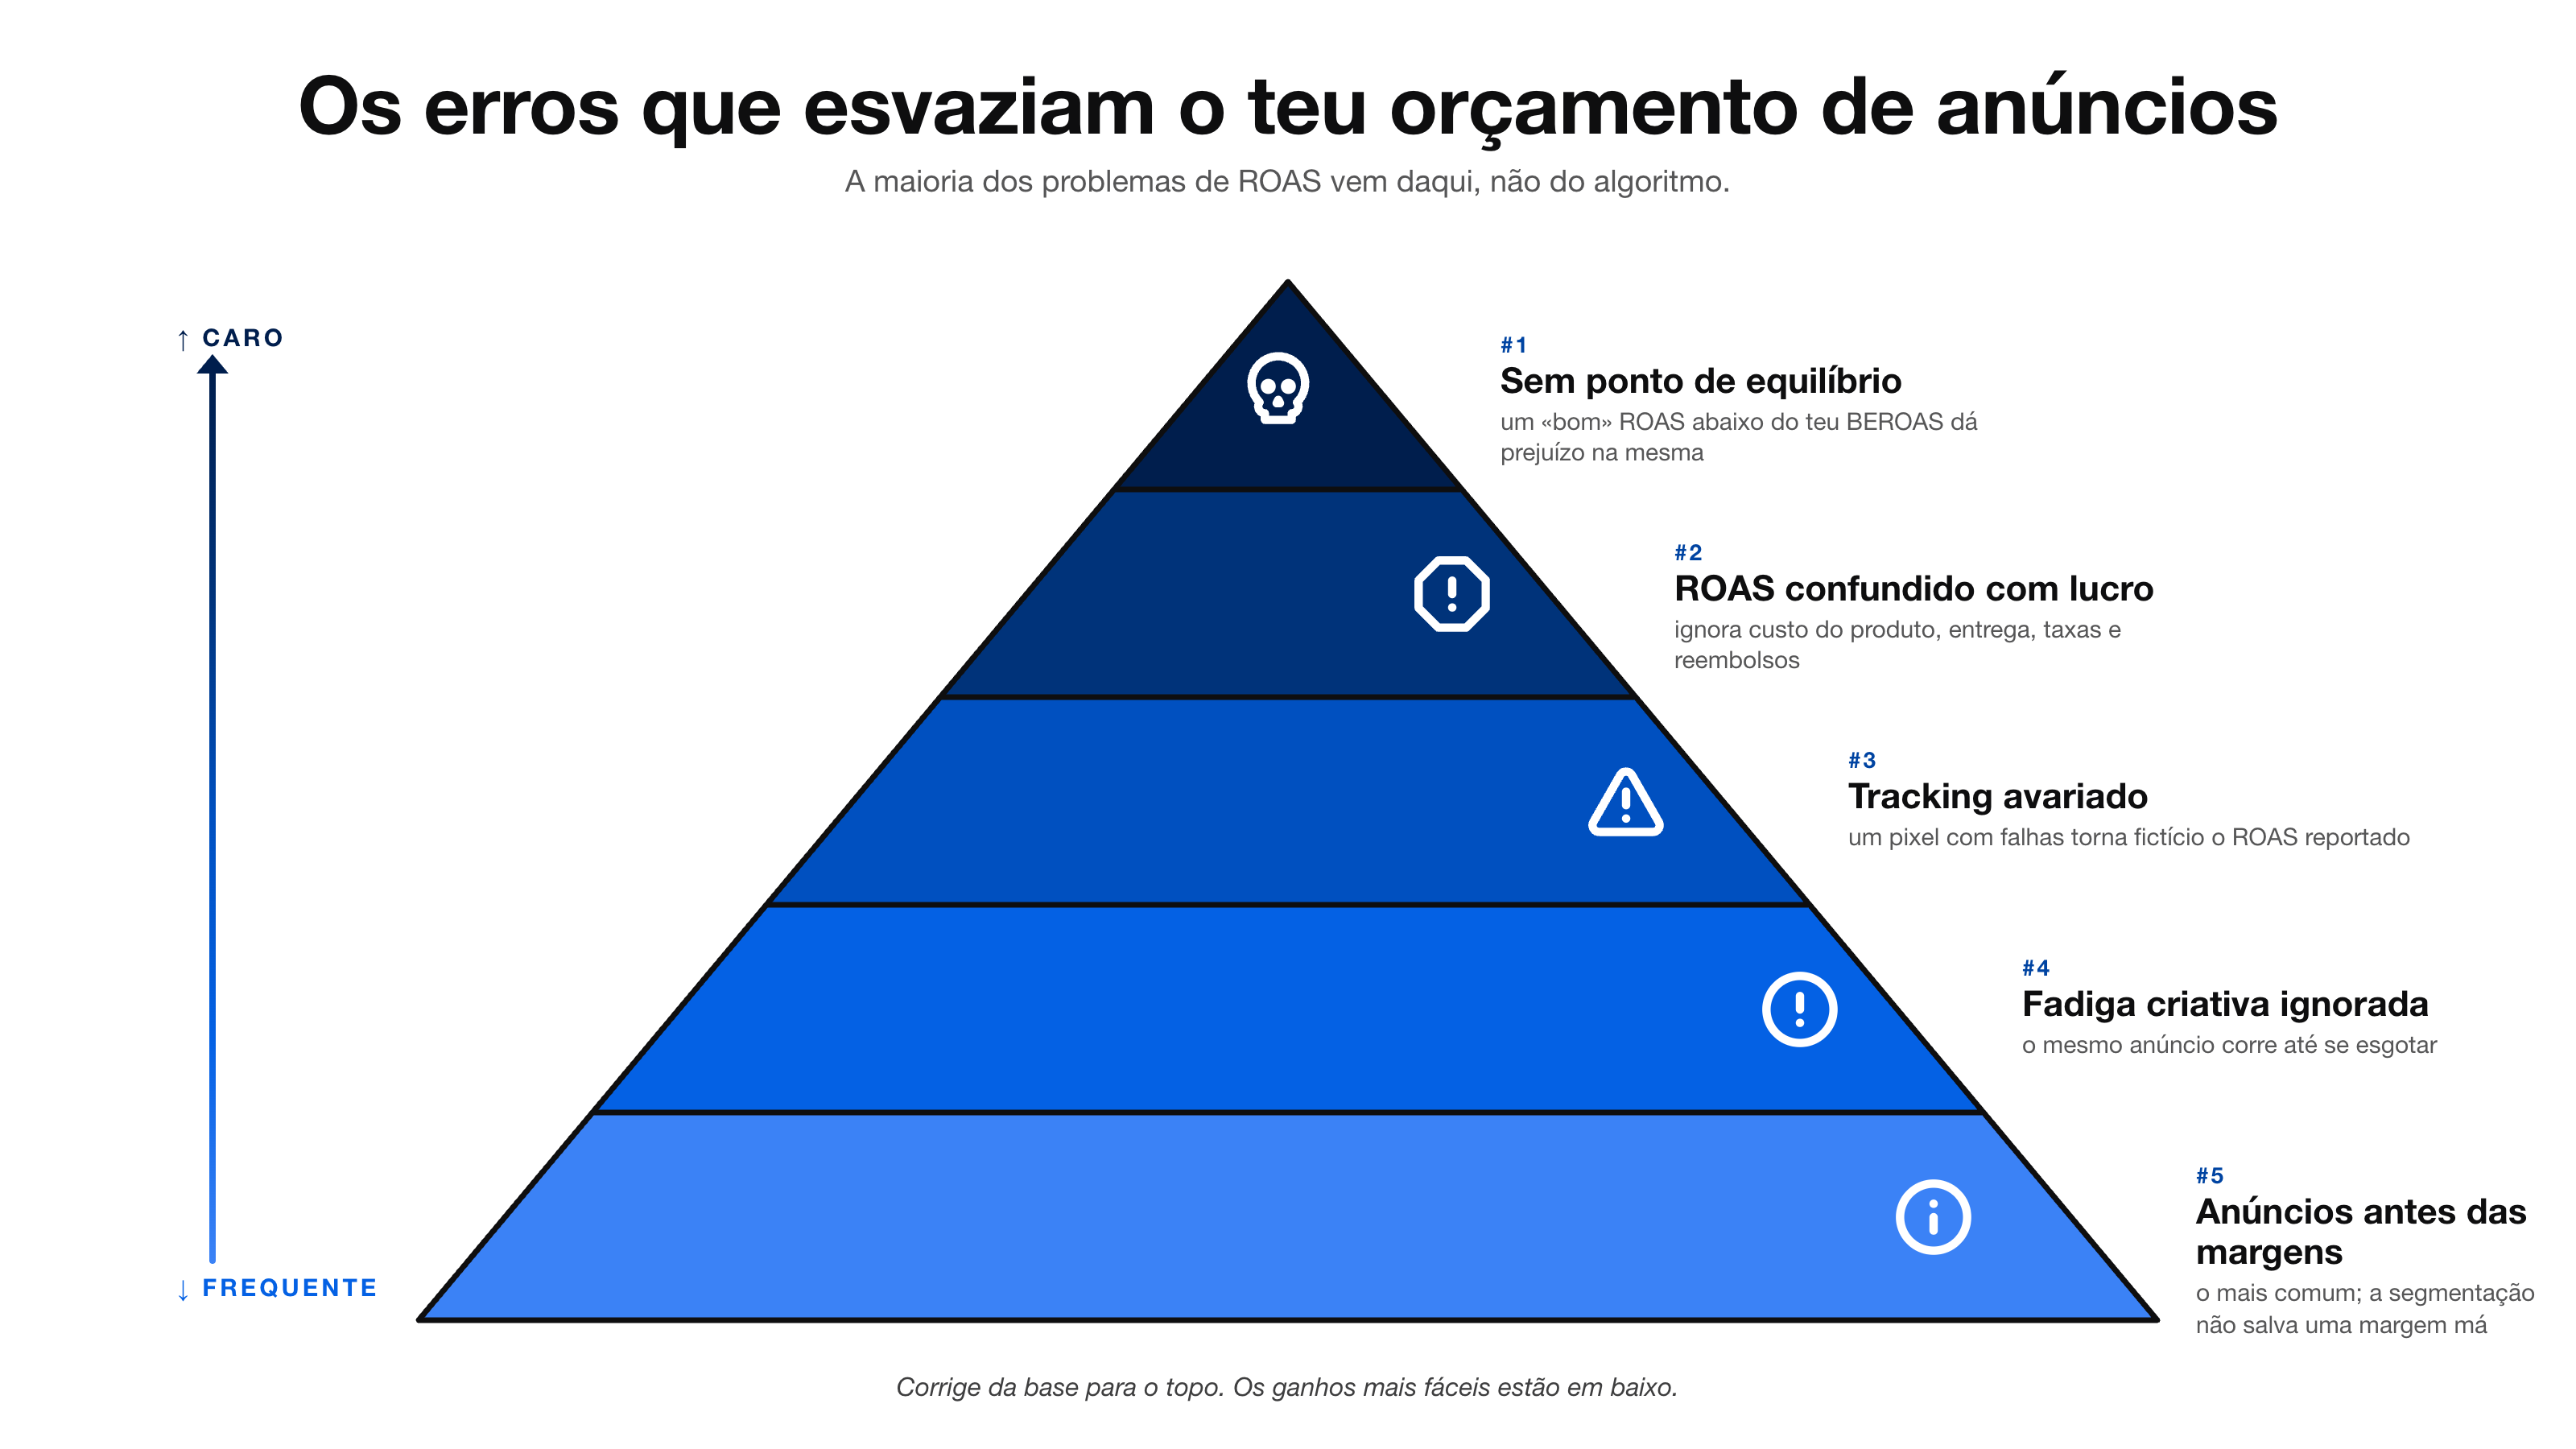 Os erros que esvaziam o teu orçamento de anúncios
A maioria dos problemas de ROAS vem daqui, não do algoritmo.
↑ CARO
#1
Sem ponto de equilíbrio
um «bom» ROAS abaixo do teu BEROAS dá
prejuízo na mesma
#2
ROAS confundido com lucro
ignora custo do produto, entrega, taxas e
reembolsos
#3
Tracking avariado
um pixel com falhas torna fictício o ROAS reportado
#4
Fadiga criativa ignorada
o mesmo anúncio corre até se esgotar
#5
Anúncios antes das
margens
o mais comum; a segmentação
não salva uma margem má
↓ FREQUENTE
Corrige da base para o topo. Os ganhos mais fáceis estão em baixo.